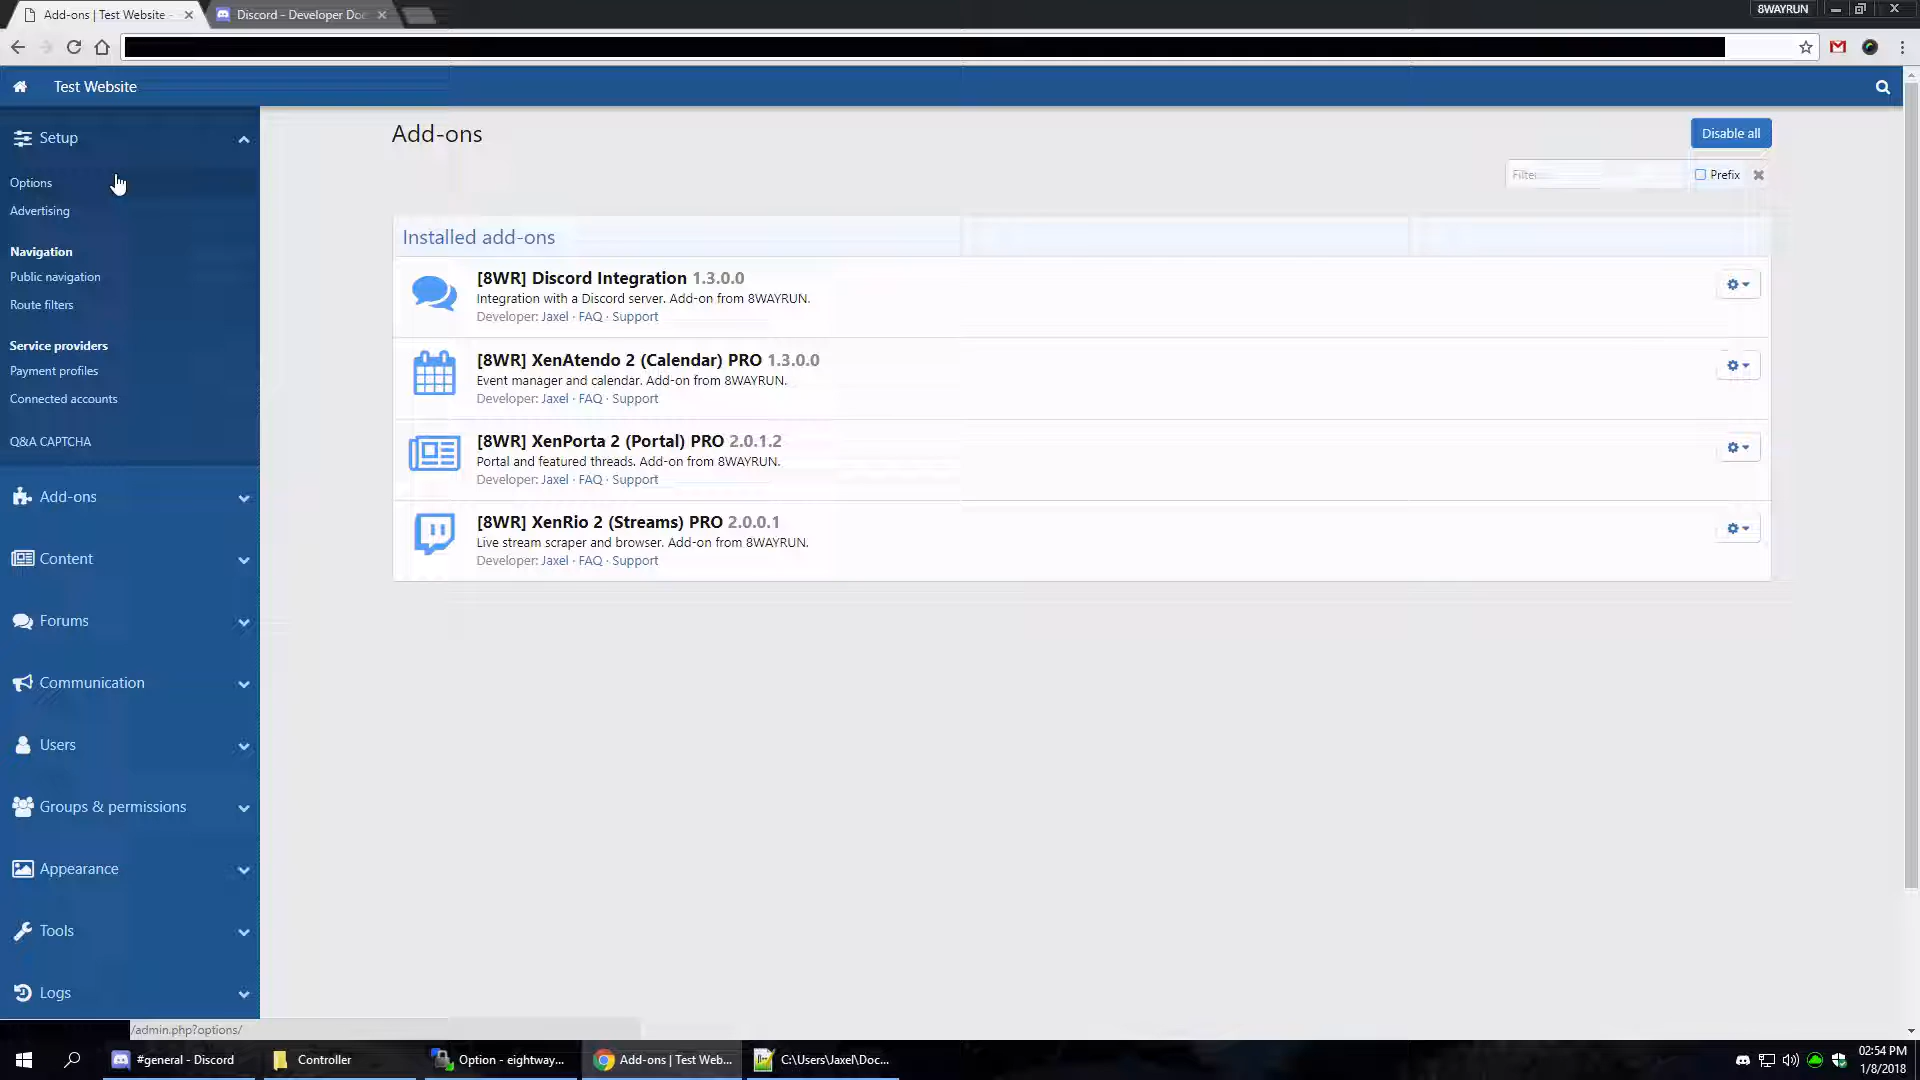 Add-ons | Test Website -
Discord - Developer Do
8WAYRUN
Test Website
Setup
Options
Advertising
Navigation
Public navigation
Route filters
Service providers
Payment profiles
Connected accounts
Q&A CAPTCHA
Add-ons
Content
Forums
Communication
Users
Groups & permissions
Appearance
Tools
Logs
Add-ons
Disable all
Filter...
Prefix
Installed add-ons
[8WR] Discord Integration 1.3.0.0
Integration with a Discord server. Add-on from 8WAYRUN.
Developer: Jaxel · FAQ · Support
[8WR] XenAtendo 2 (Calendar) PRO 1.3.0.0
Event manager and calendar. Add-on from 8WAYRUN.
Developer: Jaxel · FAQ · Support
[8WR] XenPorta 2 (Portal) PRO 2.0.1.2
Portal and featured threads. Add-on from 8WAYRUN.
Developer: Jaxel · FAQ · Support
[8WR] XenRio 2 (Streams) PRO 2.0.0.1
Live stream scraper and browser. Add-on from 8WAYRUN.
Developer: Jaxel · FAQ · Support
/admin.php?options/
#general - Discord
Controller
Option - eightway...
Add-ons | Test Web...
C:\Users\Jaxel\Doc...
02:54 PM
1/8/2018